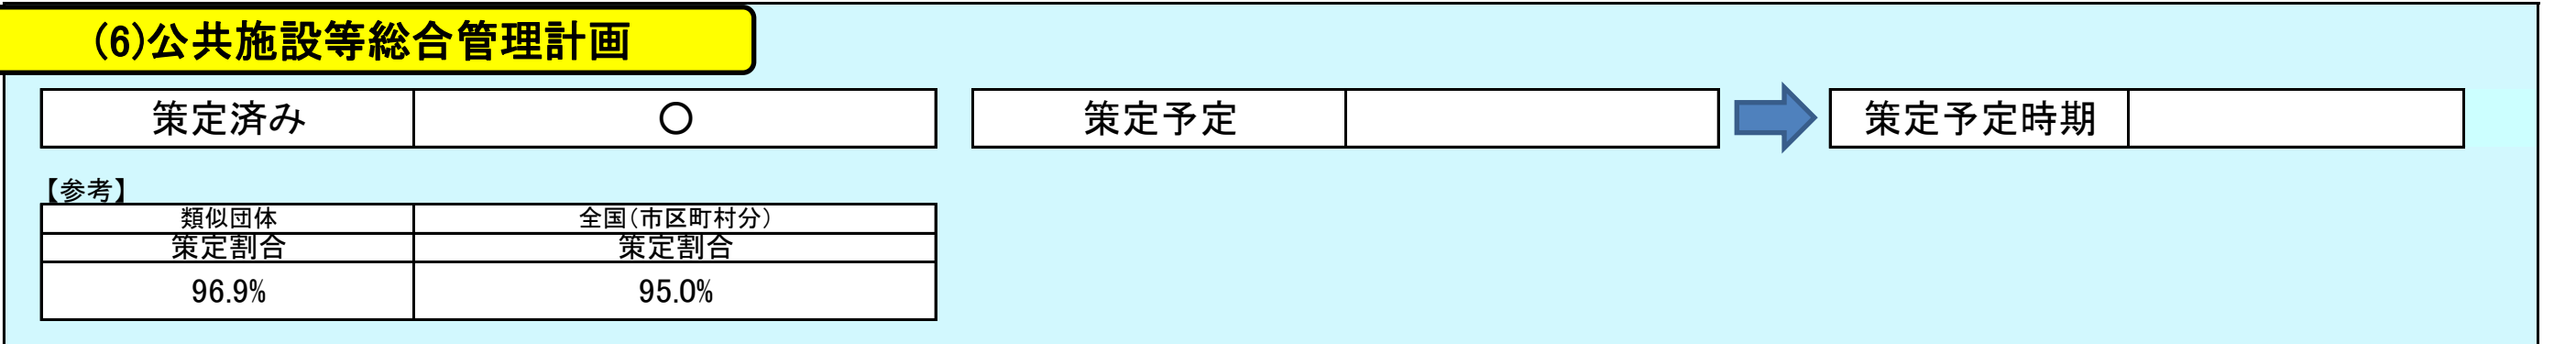 (6)公共施設等総合管理計画
策定済み 〇 策定予定 策定予定時期
【参考】
類似団体 全国(市区町村分)
策定割合 策定割合
96.9% 95.0%